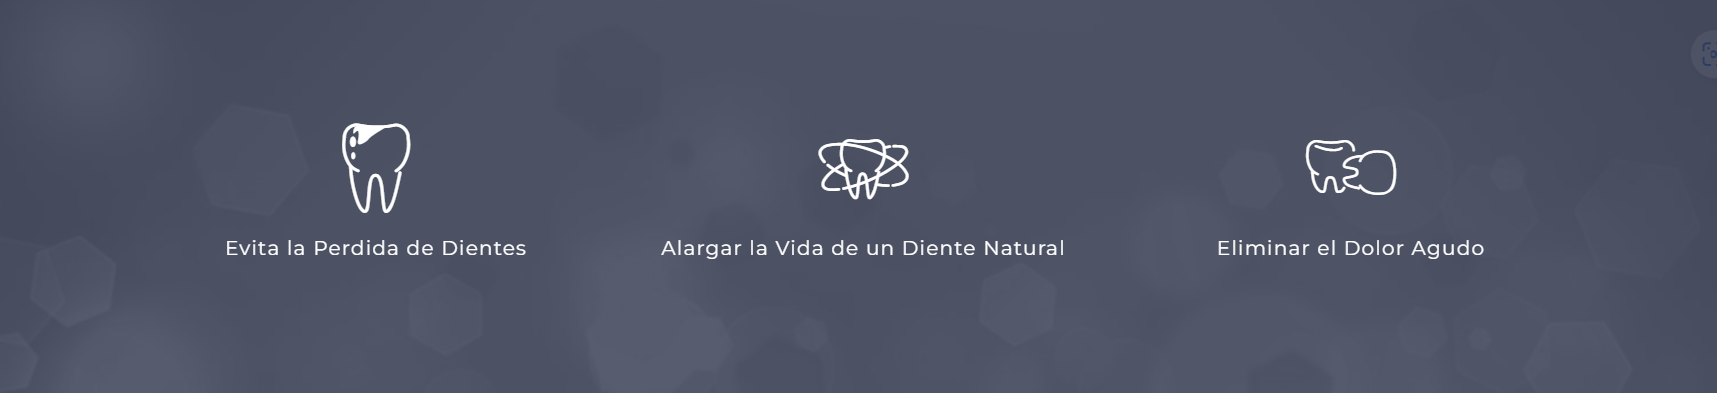 Evita la Perdida de Dientes
Alargar la Vida de un Diente Natural
Eliminar el Dolor Agudo